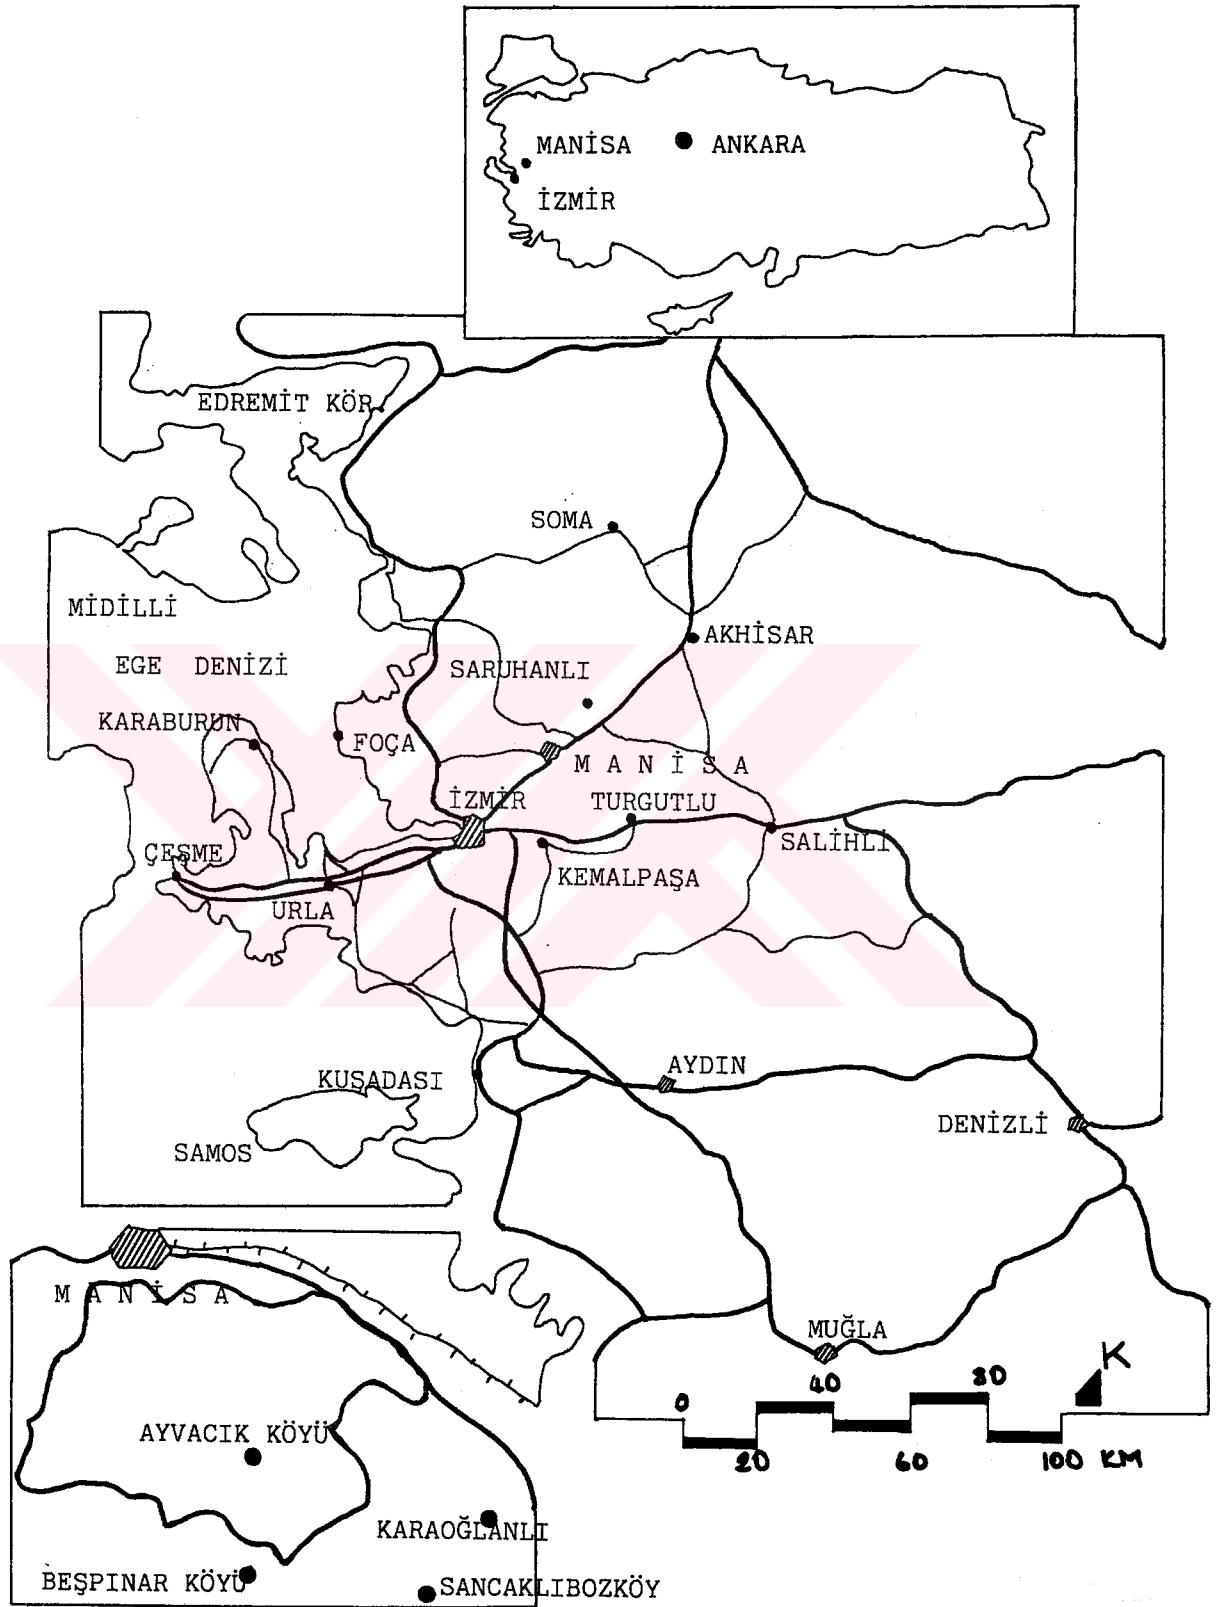 MANİSA
ANKARA
İZMİR
EDREMİT KÖR.
SOMA
MİDİLLİ
AKHİSAR
EGE DENİZİ
SARUHANLI
KARABURUN
FOÇA
M A N İ S A
İZMİR
TURGUTLU
SALİHLİ
ÇEŞME
KEMALPAŞA
URLA
AYDIN
KUŞADASI
DENİZLİ
SAMOS
M A N İ S A
MUĞLA
K
0
40
80
20
60
100 KM
AYVACIK KÖYÜ
KARAOĞLANLI
BEŞPINAR KÖYÜ
SANCAKLIBOZKÖY